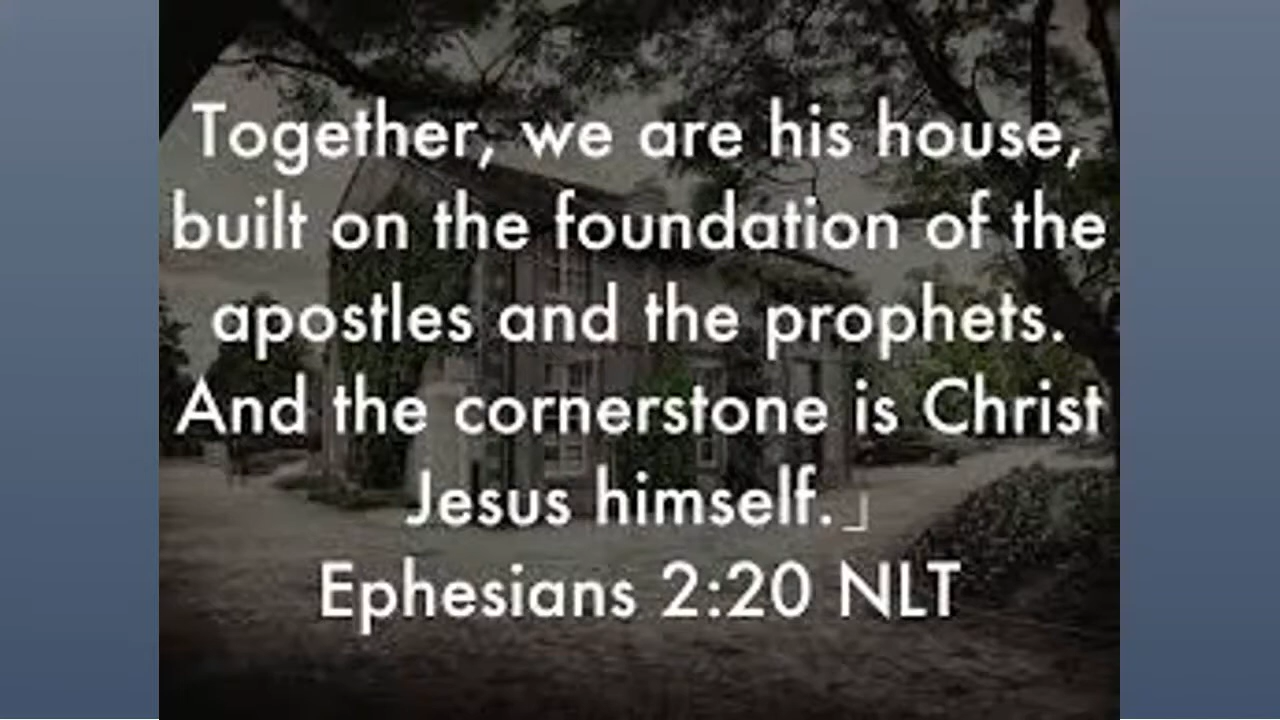 Together, we are his house,
built on the foundation of the
apostles and the prophets.
And the cornerstone is Christ
Jesus himself.」
Ephesians 2:20 NLT